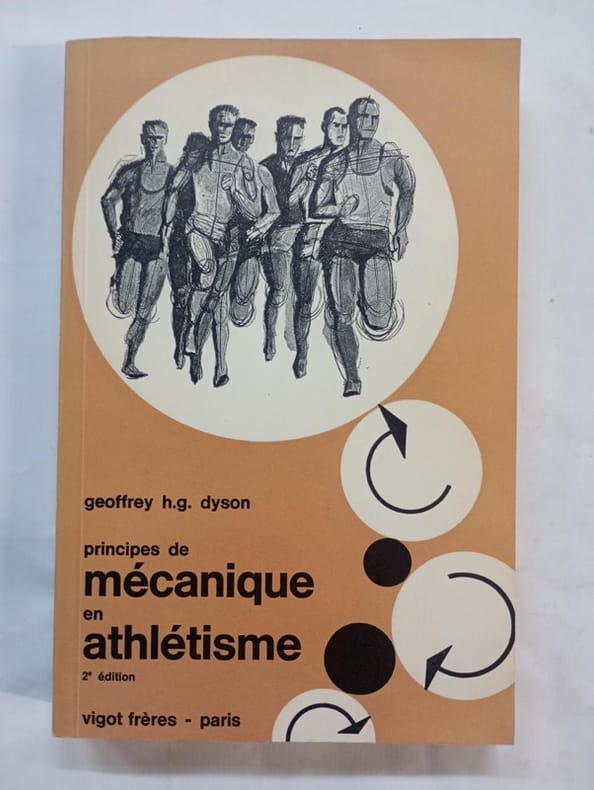 geoffrey h.g. dyson
principes de
mécanique
en
athlétisme
2e édition
vigot frères - paris